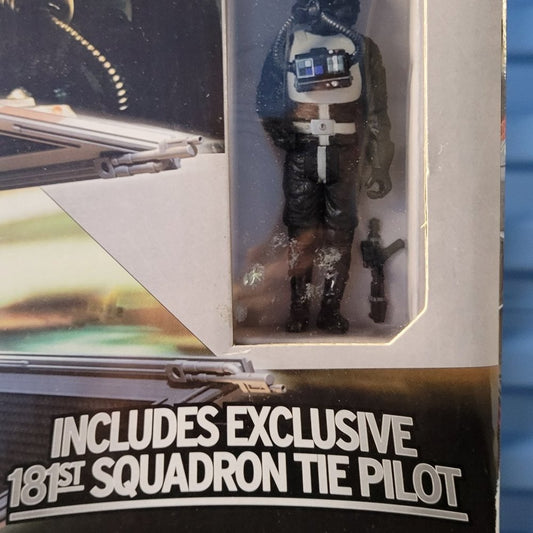 INCLUDES EXCLUSIVE
181ST SQUADRON TIE PILOT